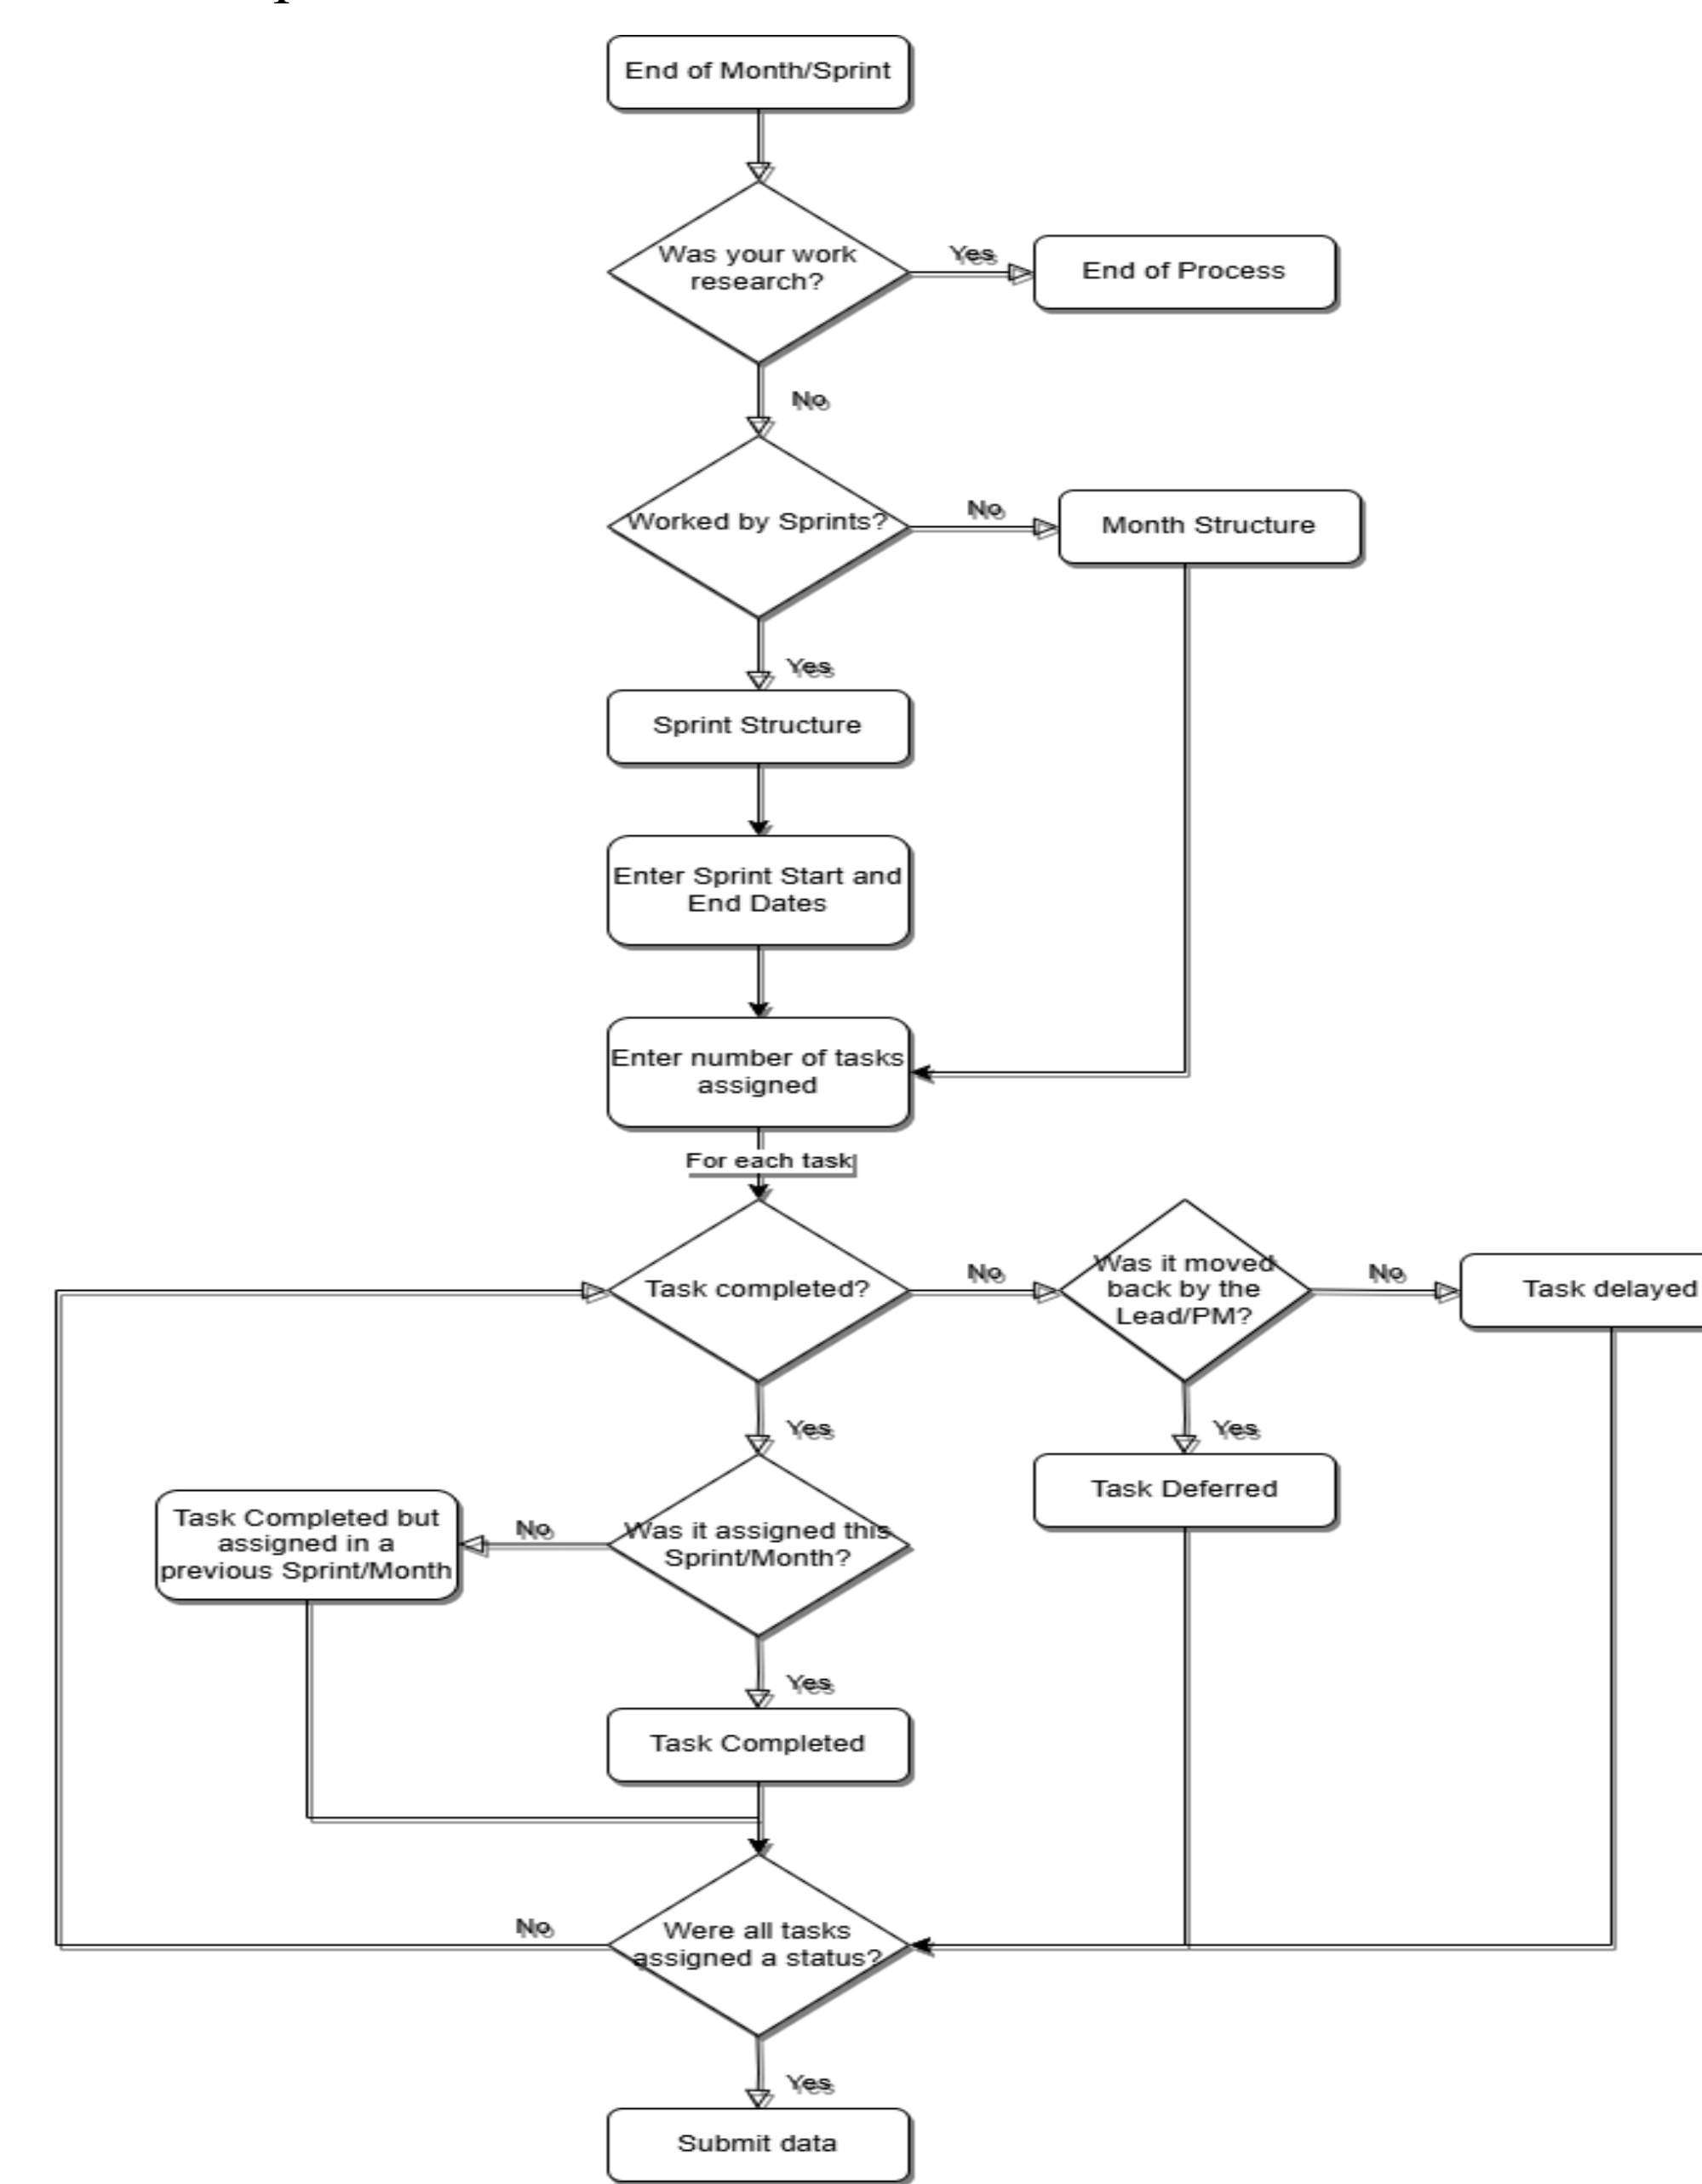 End of Month/Sprint
Was your work
research?
Yes
End of Process
No
Worked by Sprints?
No
Month Structure
Yes
Sprint Structure
Enter Sprint Start and
End Dates
Enter number of tasks
assigned
For each task
Task completed?
No
Was it moved
back by the
Lead/PM?
No
Task delayed
Yes
Yes
Task Deferred
Task Completed but
assigned in a
previous Sprint/Month
No
Was it assigned this
Sprint/Month?
Yes
Task Completed
No
Were all tasks
assigned a status?
Yes
Submit data